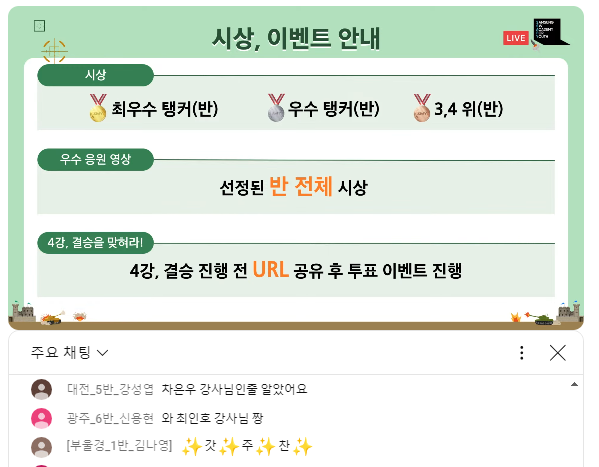 시상, 이벤트 안내
LIVE
SAMSUNG
SW ACADEMY
FOR YOUTH
시상
최우수 탱커(반)
우수 탱커(반)
3,4 위(반)
우수 응원 영상
선정된 반 전체 시상
4강, 결승을 맞혀라!
4강, 결승 진행 전 URL 공유 후 투표 이벤트 진행
주요 채팅
대전_5반_강성엽 차은우 강사님인줄 알았어요
광주_6반_신용현 와 최인호 강사님 짱
[부울경_1반_김나영] ✨갓✨주✨찬✨